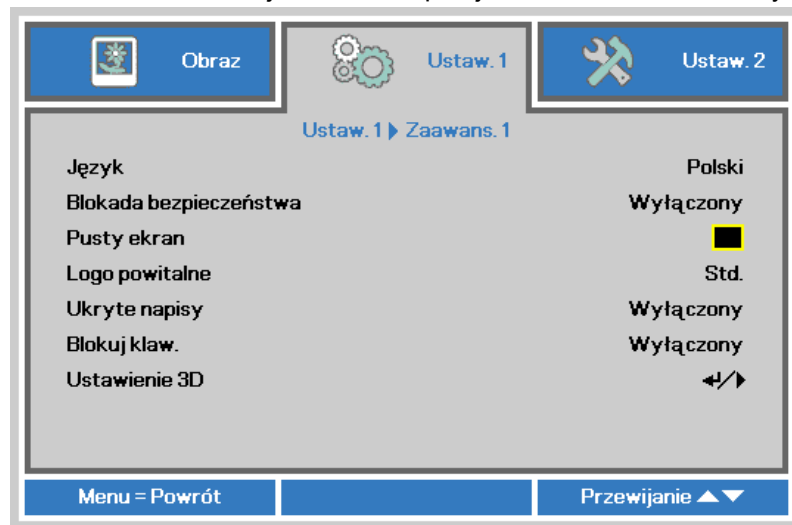 Obraz
Ustaw. 1
Ustaw. 2
Ustaw. 1 Zaawans. 1
Język Polski
Blokada bezpieczeństwa Wyłączony
Pusty ekran
Logo powitalne Std.
Ukryte napisy Wyłączony
Blokuj klaw. Wyłączony
Ustawienie 3D
Menu = Powrót
Przewijanie